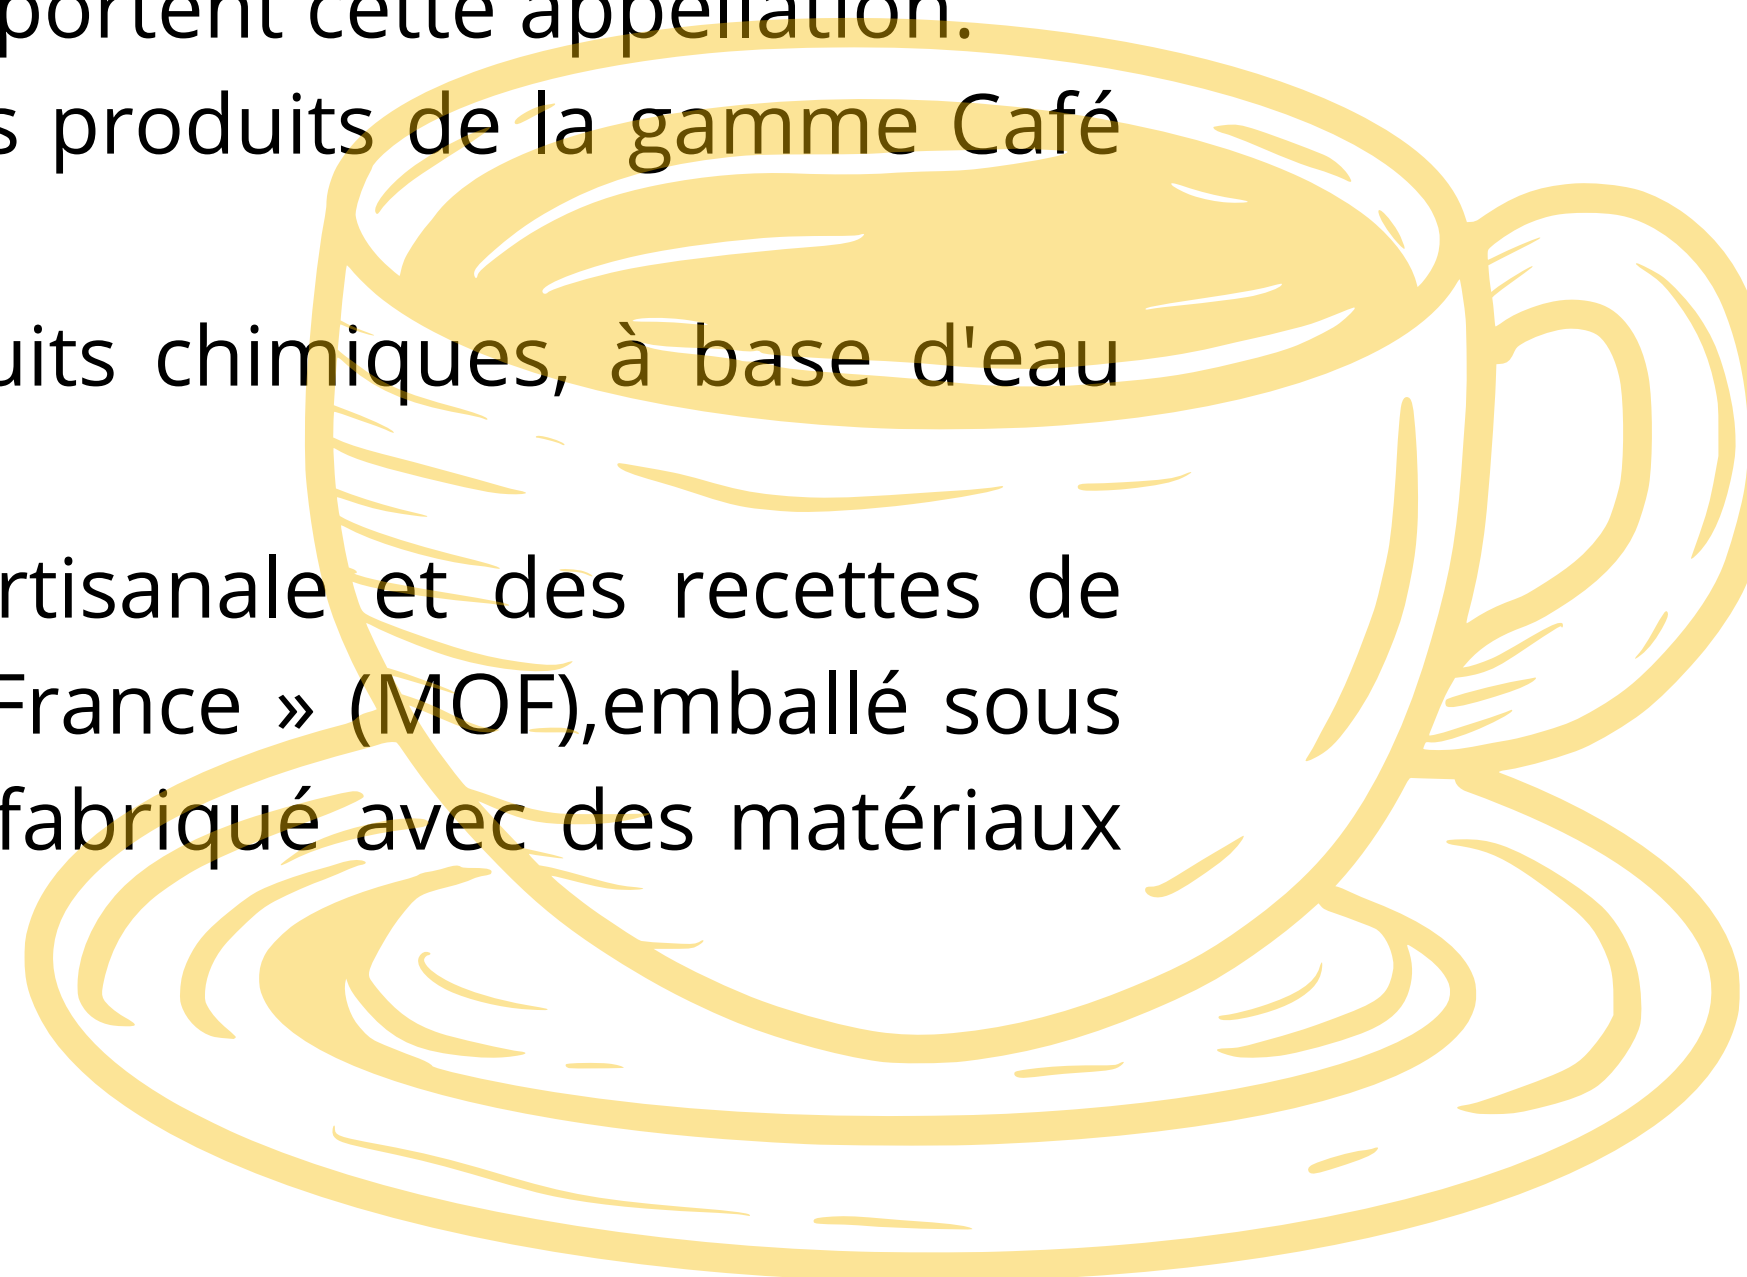 portent cette appellation.
s produits de la gamme Café
uits chimiques, à base d'eau
rtisanale et des recettes de
France » (MOF),emballé sous
fabriqué avec des matériaux